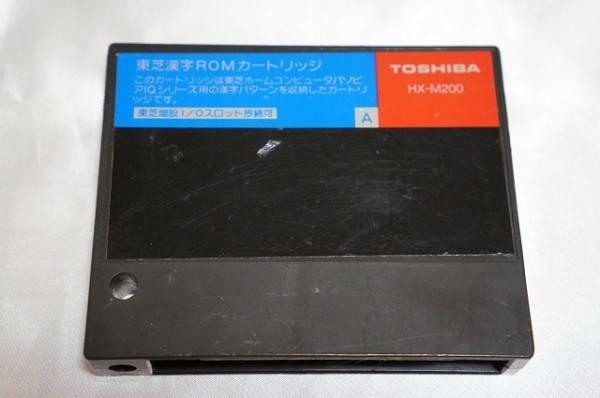 東芝漢字ROMカートリッジ
このカートリッジは東芝ホームコンピュータパソピ
アIQシリーズ用の漢字パターンを収納したカートリ
ッジです。
東芝増設I/Oスロット接続可
A
TOSHIBA
HX-M200